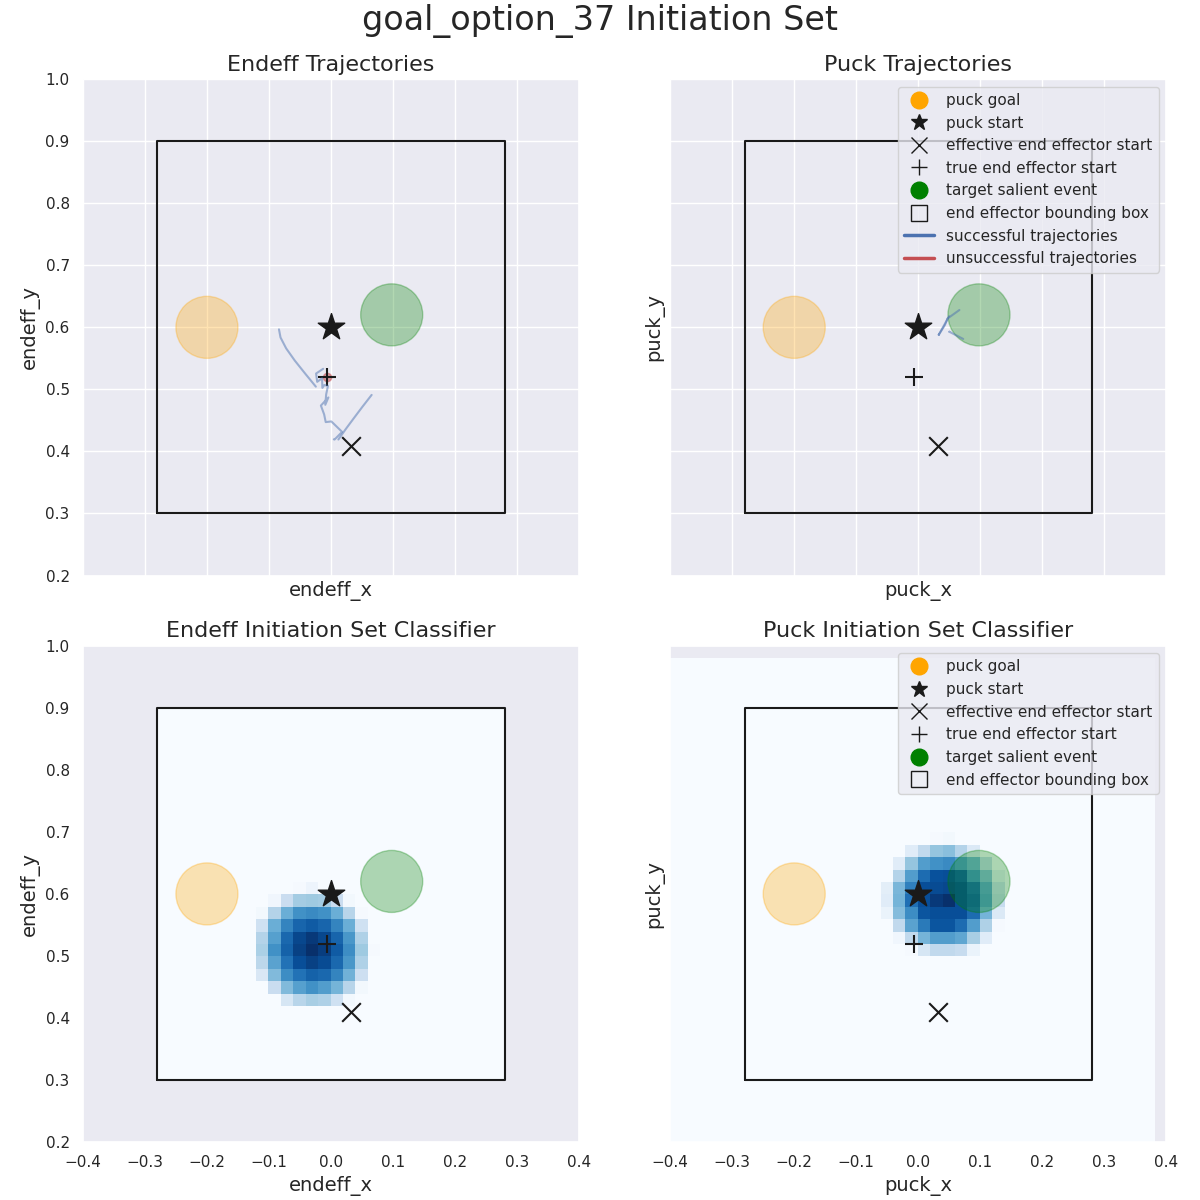 goal_option_37 Initiation Set
Endeff Trajectories
1.0
0.9
0.8
0.7
0.6
0.5
0.4
0.3
0.2
endeff_y
endeff_x
Puck Trajectories
puck goal
puck start
effective end effector start
true end effector start
target salient event
end effector bounding box
successful trajectories
unsuccessful trajectories
puck_y
puck_x
Endeff Initiation Set Classifier
1.0
0.9
0.8
0.7
0.6
0.5
0.4
0.3
0.2
endeff_y
−0.4 −0.3 −0.2 −0.1 0.0 0.1 0.2 0.3 0.4
endeff_x
Puck Initiation Set Classifier
puck goal
puck start
effective end effector start
true end effector start
target salient event
end effector bounding box
puck_y
−0.4 −0.3 −0.2 −0.1 0.0 0.1 0.2 0.3 0.4
puck_x